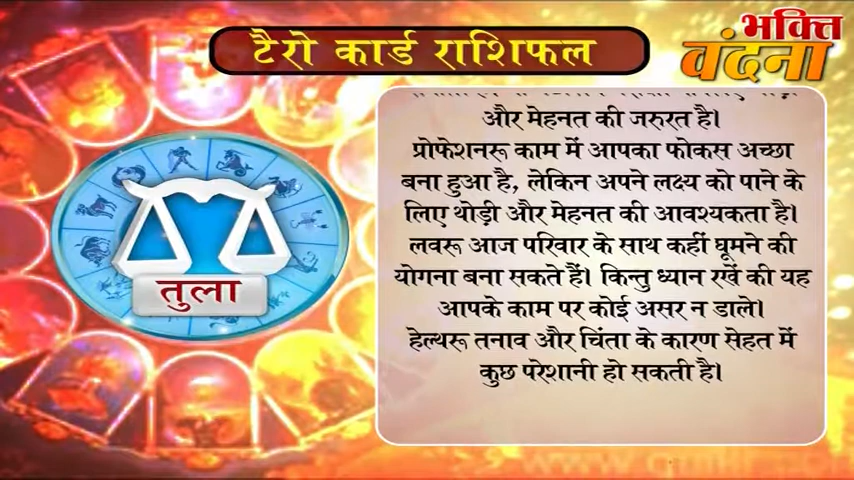 टैरो कार्ड राशिफल
भक्ति
वंदना
और मेहनत की जरुरत है।
प्रोफेशनरू काम में आपका फोकस अच्छा
बना हुआ है, लेकिन अपने लक्ष्य को पाने के
लिए थोड़ी और मेहनत की आवश्यकता है।
लवरू आज परिवार के साथ कहीं घूमने की
योगना बना सकते हैं। किन्तु ध्यान रखें की यह
आपके काम पर कोई असर न डाले।
हेल्थरू तनाव और चिंता के कारण सेहत में
कुछ परेशानी हो सकती है।
तुला